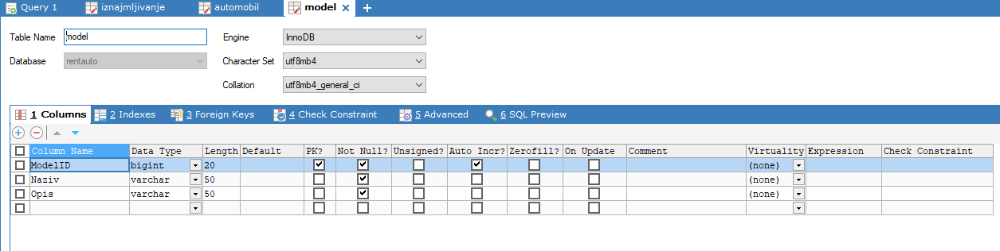 Query 1 iznajmljivanje automobil model
Table Name model Engine InnoDB
Database rentauto Character Set utf8mb4
Collation utf8mb4_general_ci
1 Columns 2 Indexes 3 Foreign Keys 4 Check Constraint 5 Advanced 6 SQL Preview
Column Name Data Type Length Default PK? Not Null? Unsigned? Auto Incr? Zerofill? On Update Comment Virtuality Expression Check Constraint
ModelID bigint 20 (none)
Naziv varchar 50 (none)
Opis varchar 50 (none)